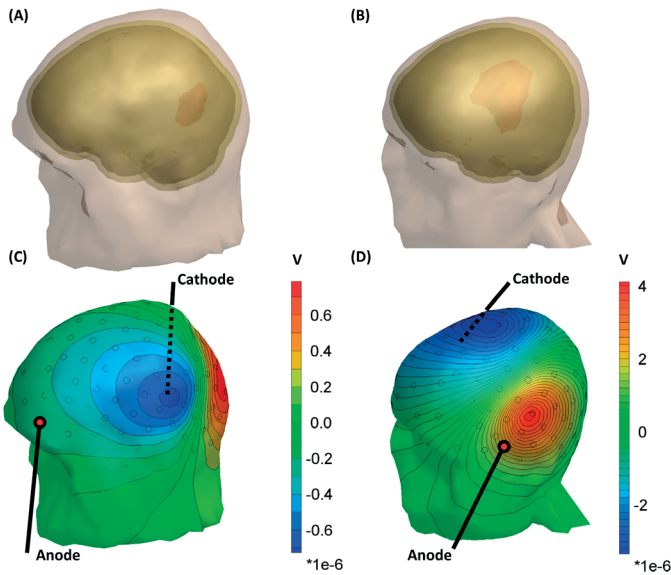 (A)
(B)
(C)
Cathode
V
0.6
0.4
0.2
0.0
-0.2
-0.4
-0.6
*1e-6
Anode
(D)
Cathode
V
4
2
0
-2
*1e-6
Anode